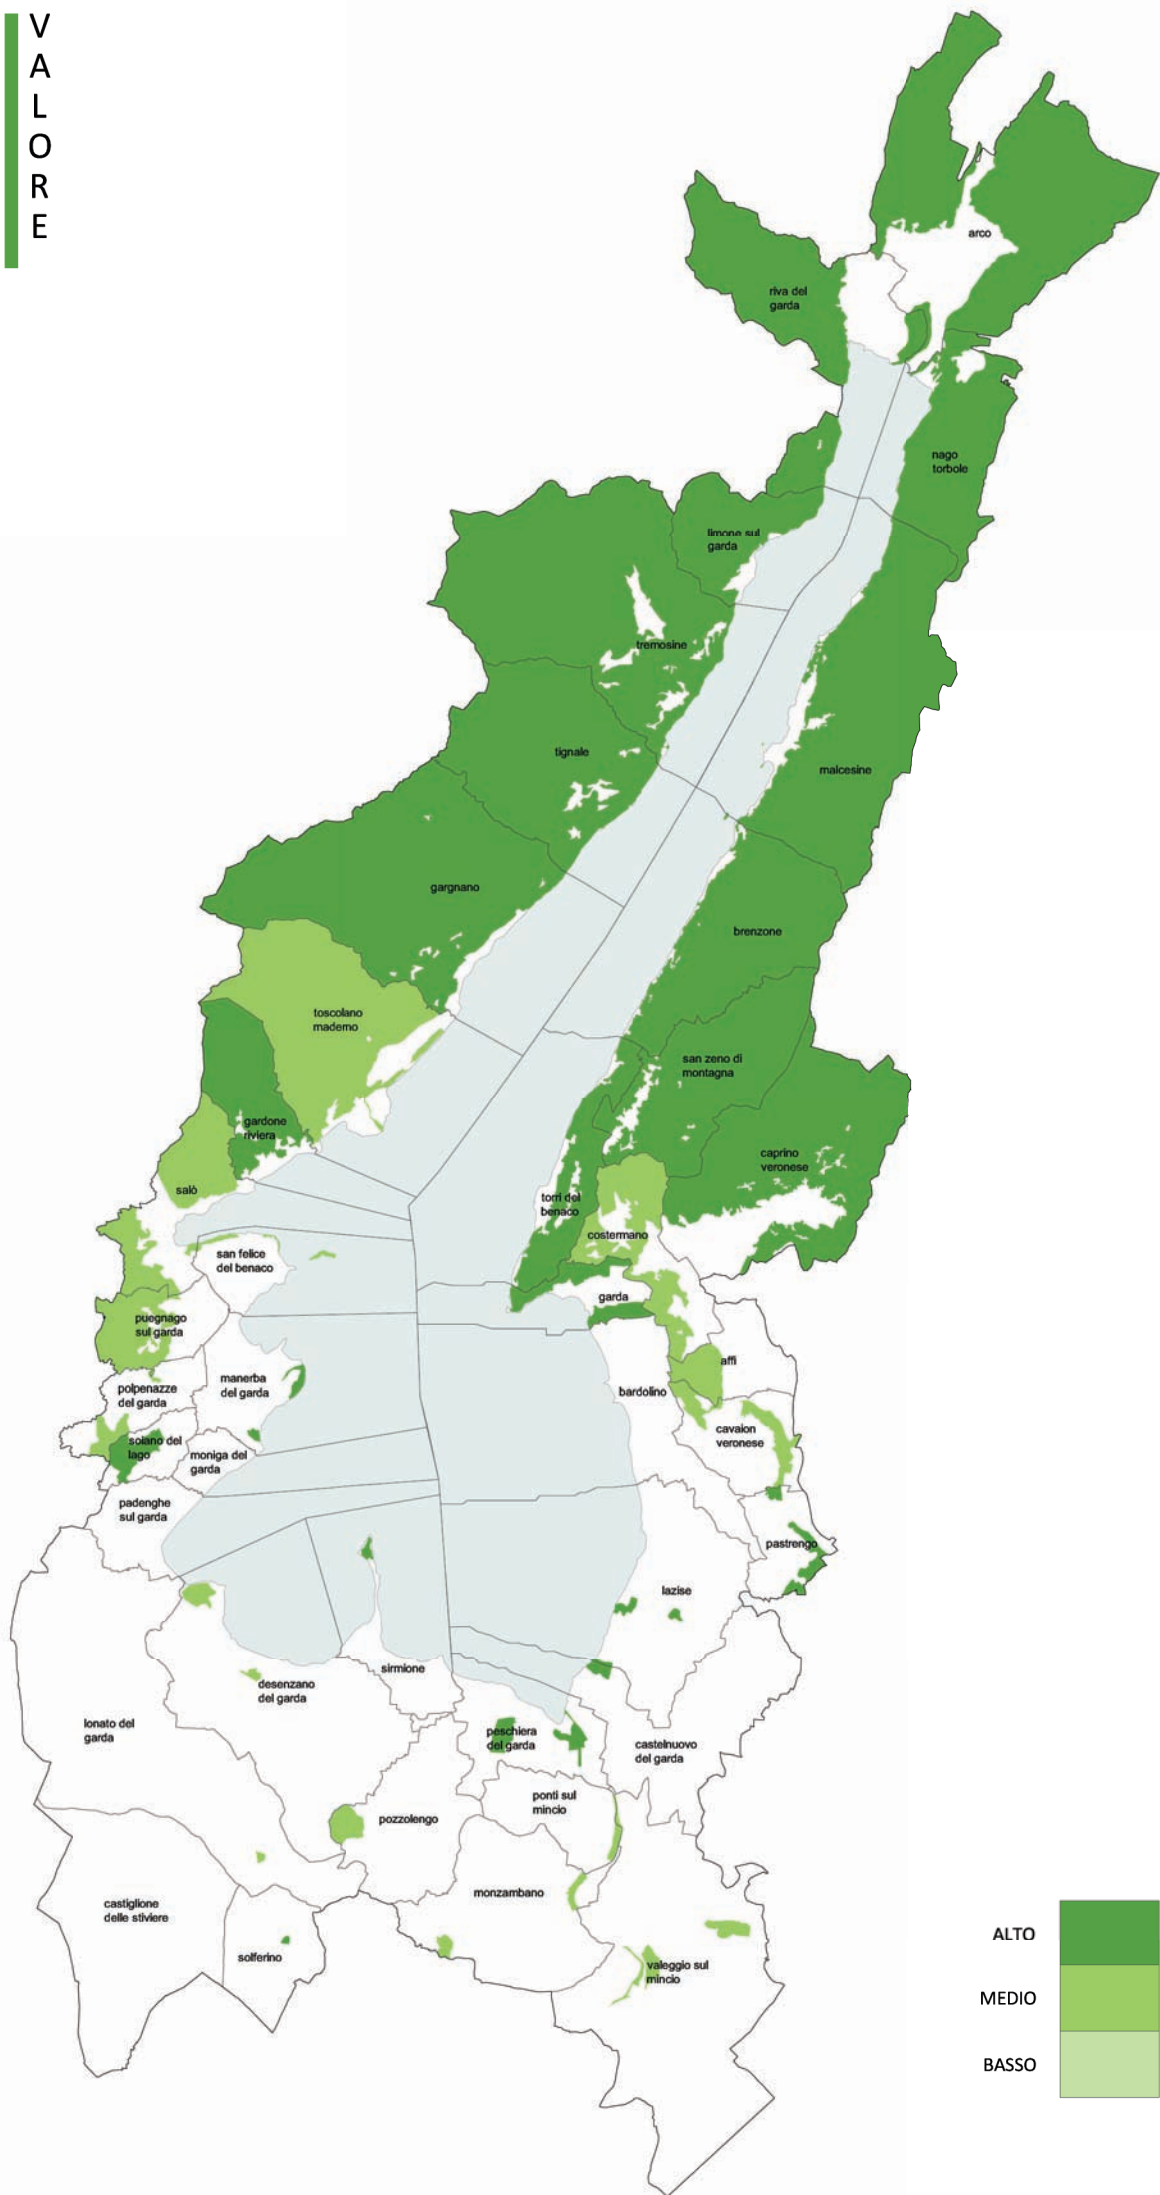 VALORE
arco
riva del
garda
nago
torbole
limone sul
garda
tremosine
tignale
malcesine
gargnano
brenzone
toscolano
maderno
san zeno di
montagna
gardone
riviera
caprino
veronese
salò
torri del
benaco
costermano
san felice
del benaco
garda
puegnago
sul garda
affi
manerba
del garda
polpenazze
del garda
bardolino
cavaion
veronese
soiano del
lago
moniga del
garda
padenghe
sul garda
pastrengo
lazise
sirmione
desenzano
del garda
lonato del
garda
peschiera
del garda
castelnuovo
del garda
ponti sul
mincio
pozzolengo
monzambano
castiglione
delle stiviere
solferino
valeggio sul
mincio
ALTO
MEDIO
BASSO